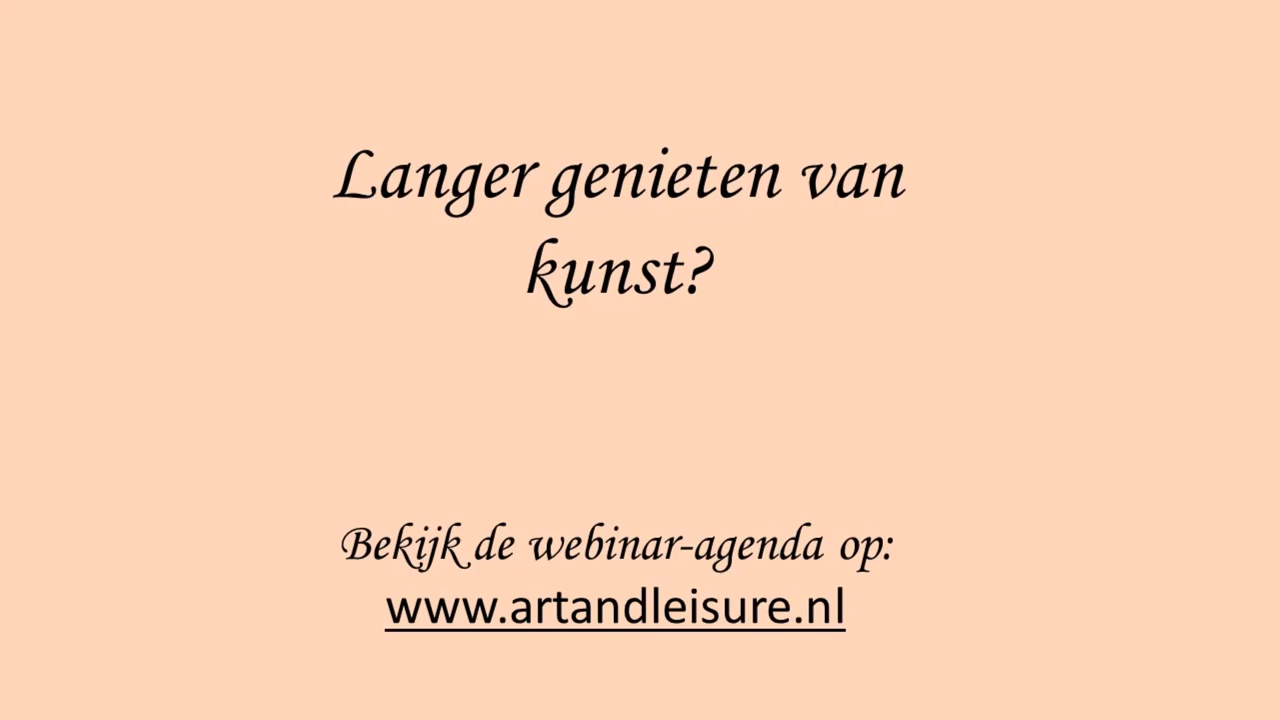 Langer genieten van
kunst?
Bekijk de webinar-agenda op:
www.artandleisure.nl